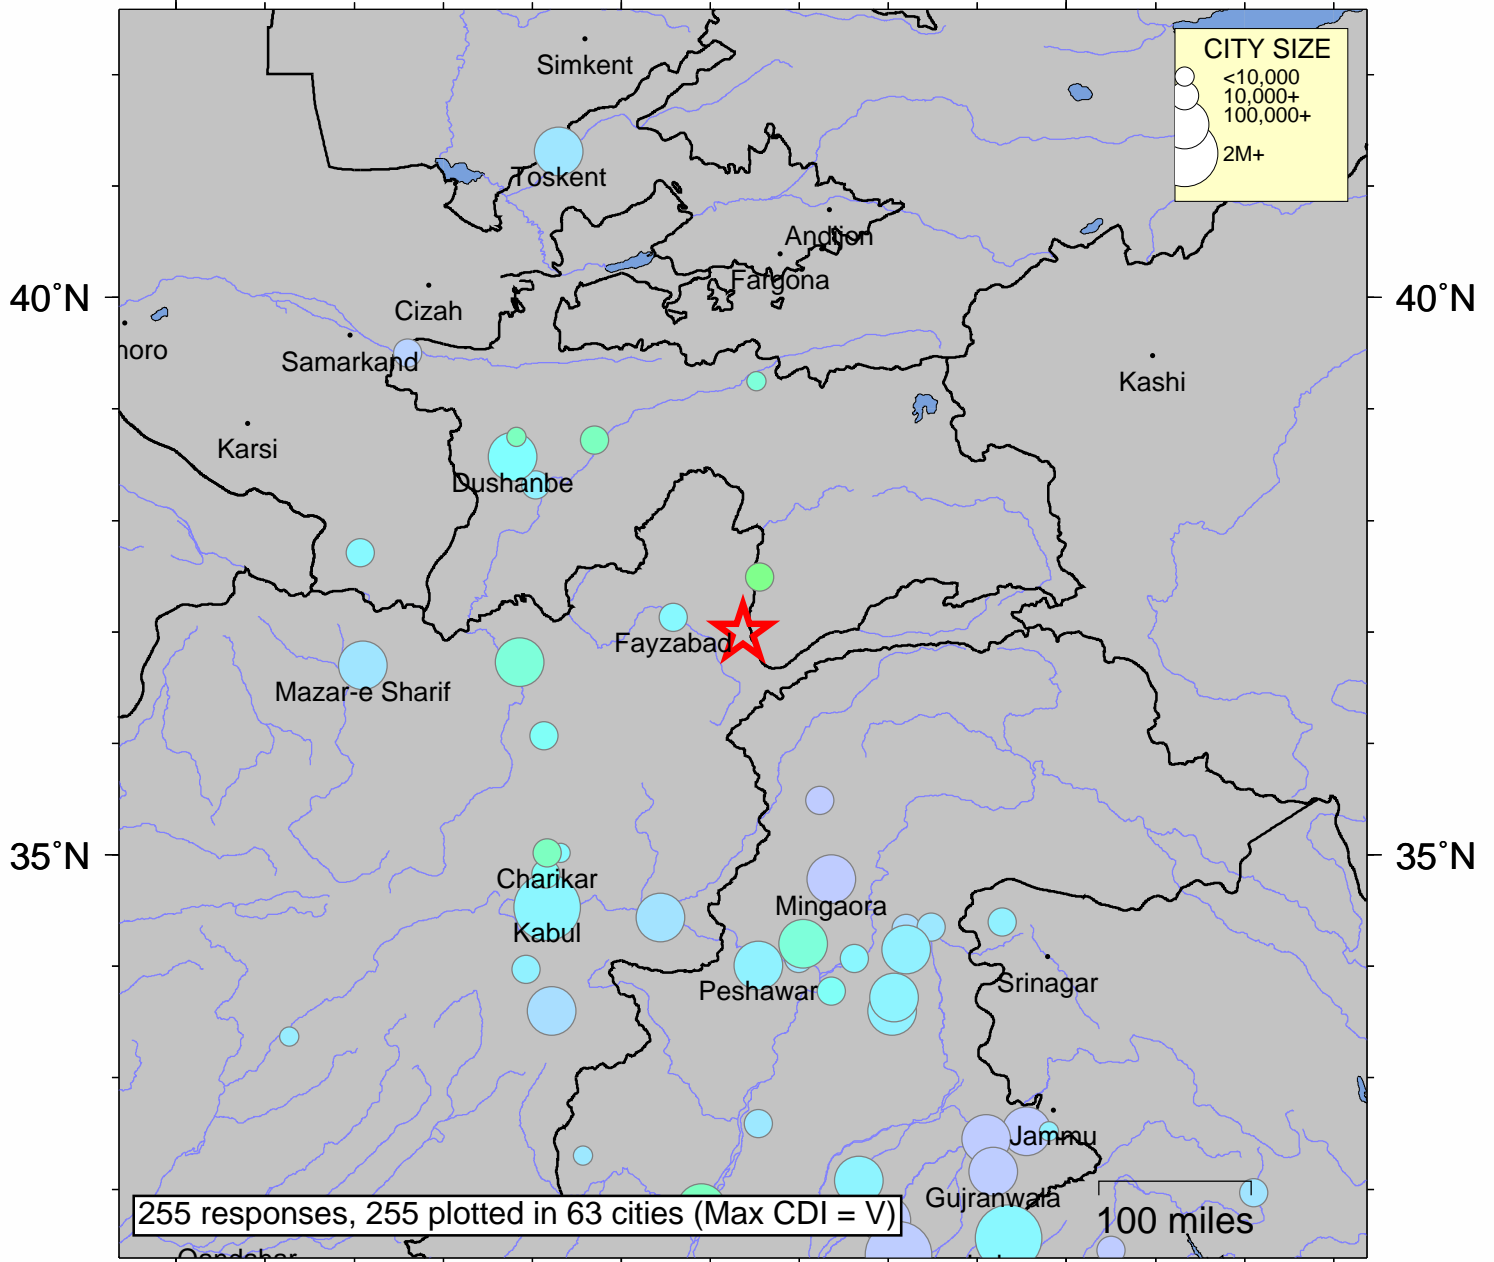 CITY SIZE
<10,000
10,000+
100,000+
2M+
Simkent
Toskent
Andijon
Fargona
40°N
40°N
Cizah
Samarkand
horo
Kashi
Karsi
Dushanbe
Fayzabad
Mazar-e Sharif
35°N
35°N
Charikar
Mingaora
Kabul
Peshawar
Srinagar
Jammu
Gujranwala
255 responses, 255 plotted in 63 cities (Max CDI = V)
100 miles